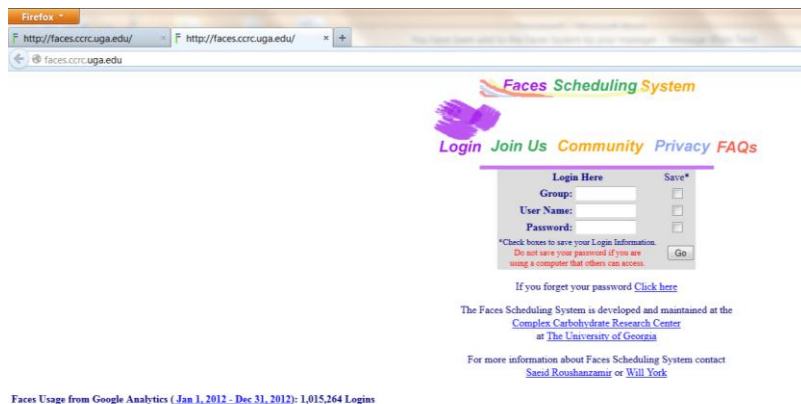 Firefox
http://faces.ccrc.uga.edu/ × http://faces.ccrc.uga.edu/ × +
faces.ccrc.uga.edu
Faces Scheduling System
Login Join Us Community Privacy FAQs
Login Here Save*
Group:
User Name:
Password:
*Check boxes to save your Login Information.
Do not save your password if you are
using a computer that others can access.
Go
If you forget your password Click here
The Faces Scheduling System is developed and maintained at the
Complex Carbohydrate Research Center
at The University of Georgia
For more information about Faces Scheduling System contact
Saeid Roushanzamir or Will York
Faces Usage from Google Analytics ( Jan 1, 2012 - Dec 31, 2012): 1,015,264 Logins